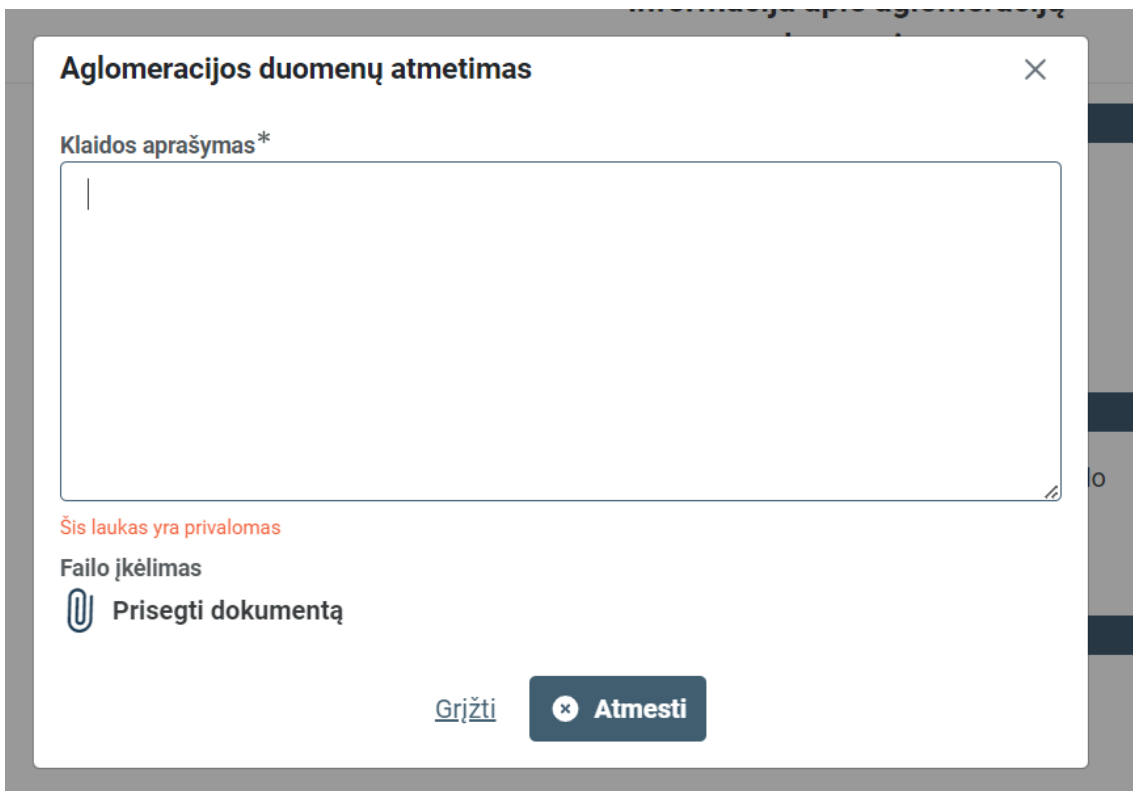 Aglomeracijos duomenų atmetimas
Klaidos aprašymas*
Šis laukas yra privalomas
Failo įkėlimas
Prisegti dokumentą
Grįžti
Atmesti